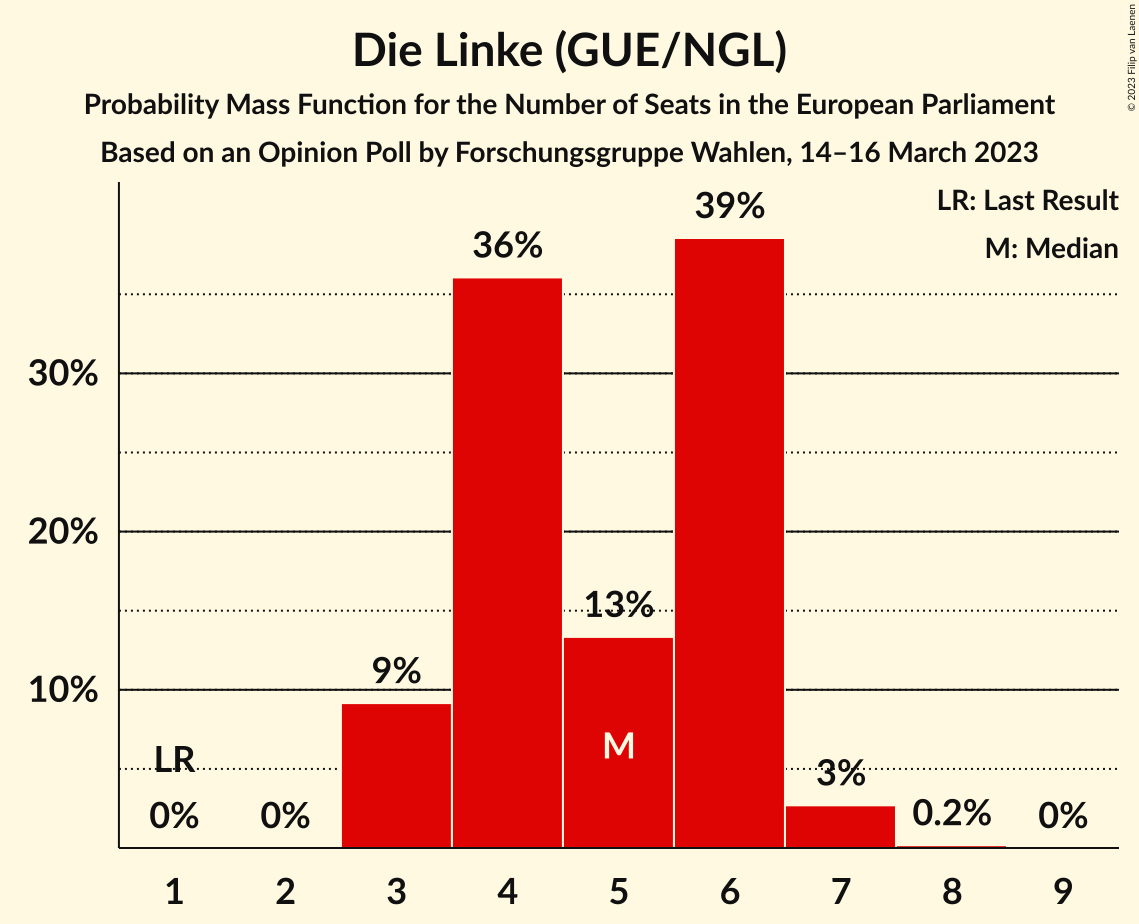 Die Linke (GUE/NGL)
Probability Mass Function for the Number of Seats in the European Parliament
Based on an Opinion Poll by Forschungsgruppe Wahlen, 14–16 March 2023
© 2023 Filip van Laenen
LR: Last Result
M: Median
39%
36%
30%
20%
13%
10%
9%
M
LR
3%
0%
0%
0.2%
0%
1 2 3 4 5 6 7 8 9